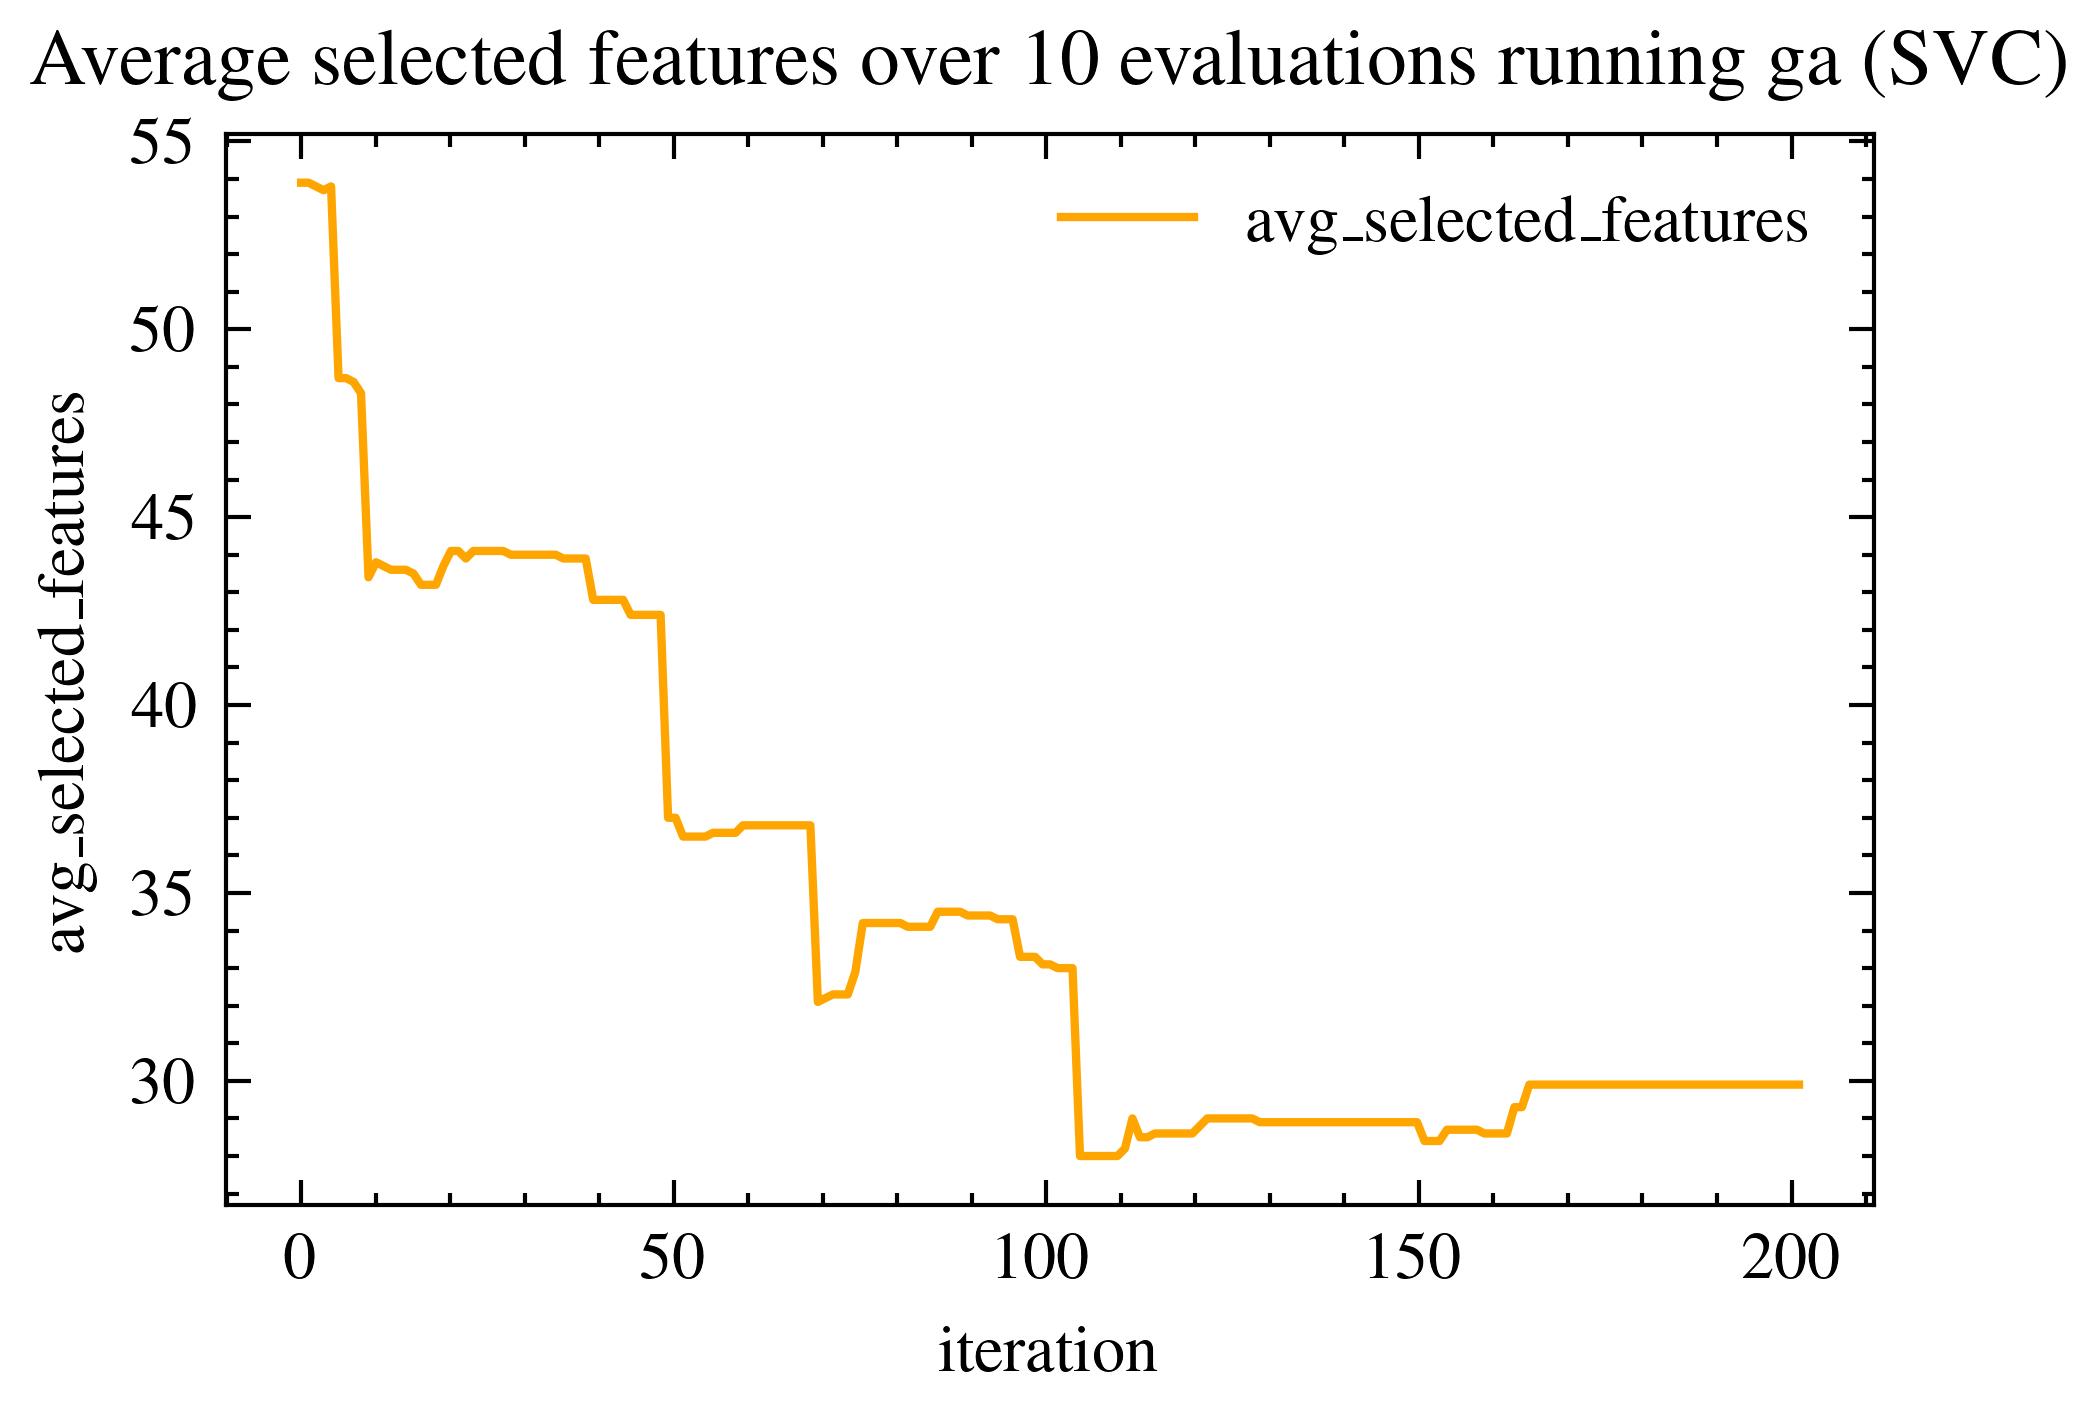 Average selected features over 10 evaluations running ga (SVC)
avg_selected_features
55
50
45
40
35
30
avg_selected_features
0 50 100 150 200
iteration